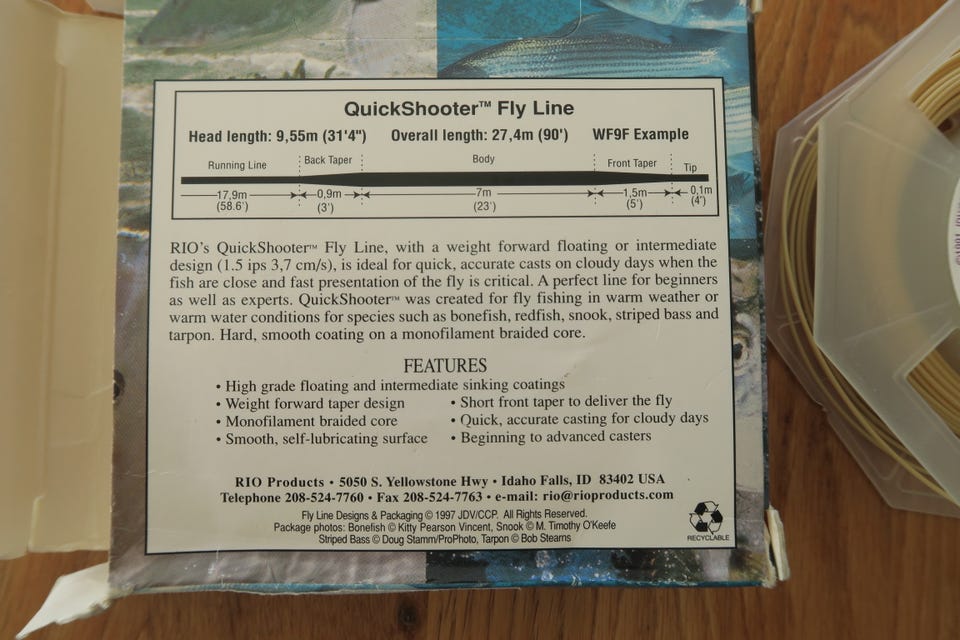 QuickShooter™ Fly Line
Head length: 9,55m (31'4") Overall length: 27,4m (90') WF9F Example
Running Line Back Taper Body Front Taper Tip
17,9m 0,9m 7m 1,5m 0,1m
(58.6') (3') (23') (5') (4')
RIO's QuickShooter™ Fly Line, with a weight forward floating or intermediate
design (1.5 ips 3,7 cm/s), is ideal for quick, accurate casts on cloudy days when the
fish are close and fast presentation of the fly is critical. A perfect line for beginners
as well as experts. QuickShooter™ was created for fly fishing in warm weather or
warm water conditions for species such as bonefish, redfish, snook, striped bass and
tarpon. Hard, smooth coating on a monofilament braided core.
FEATURES
• High grade floating and intermediate sinking coatings
• Weight forward taper design
• Monofilament braided core
• Smooth, self-lubricating surface
• Short front taper to deliver the fly
• Quick, accurate casting for cloudy days
• Beginning to advanced casters
RIO Products • 5050 S. Yellowstone Hwy • Idaho Falls, ID 83402 USA
Telephone 208-524-7760 • Fax 208-524-7763 • e-mail: rio@rioproducts.com
Fly Line Designs & Packaging © 1997 JDV/CCP. All Rights Reserved.
Package photos: Bonefish © Kitty Pearson Vincent, Snook © M. Timothy O'Keefe
Striped Bass © Doug Stamm/ProPhoto, Tarpon © Bob Stearns
RECYCLABLE